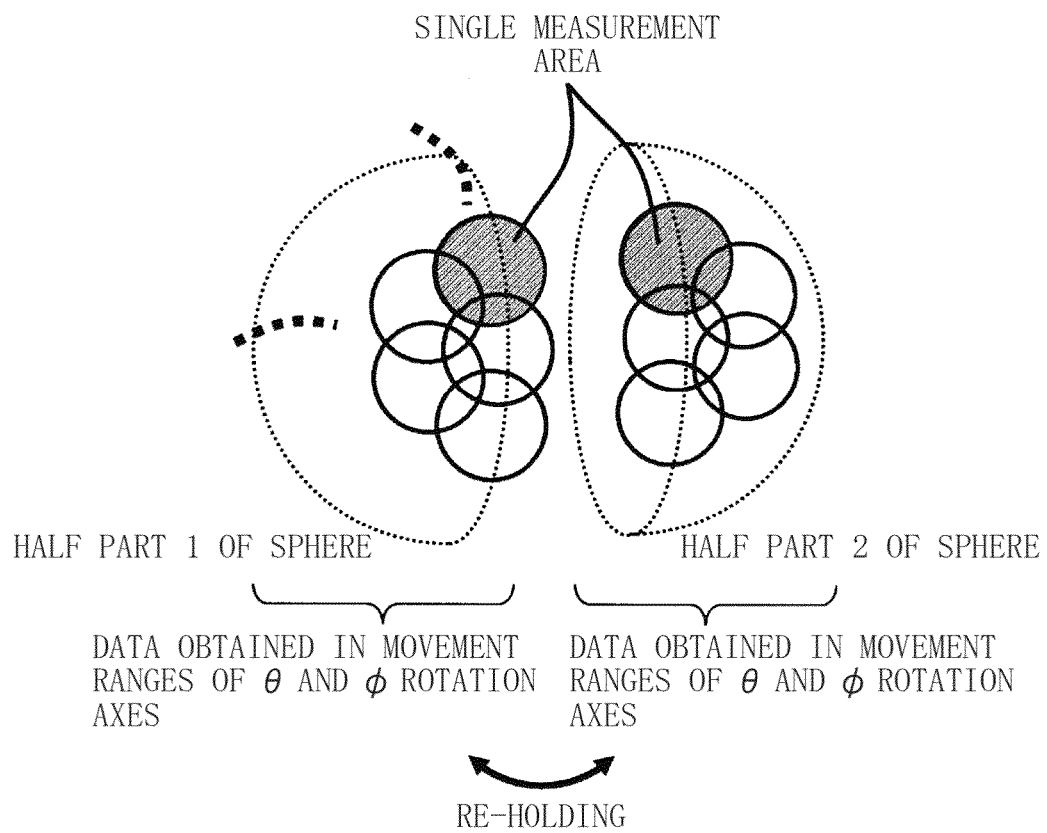 SINGLE MEASUREMENT
AREA
HALF PART 1 OF SPHERE
HALF PART 2 OF SPHERE
DATA OBTAINED IN MOVEMENT
RANGES OF θ AND ϕ ROTATION
AXES
DATA OBTAINED IN MOVEMENT
RANGES OF θ AND ϕ ROTATION
AXES
RE-HOLDING